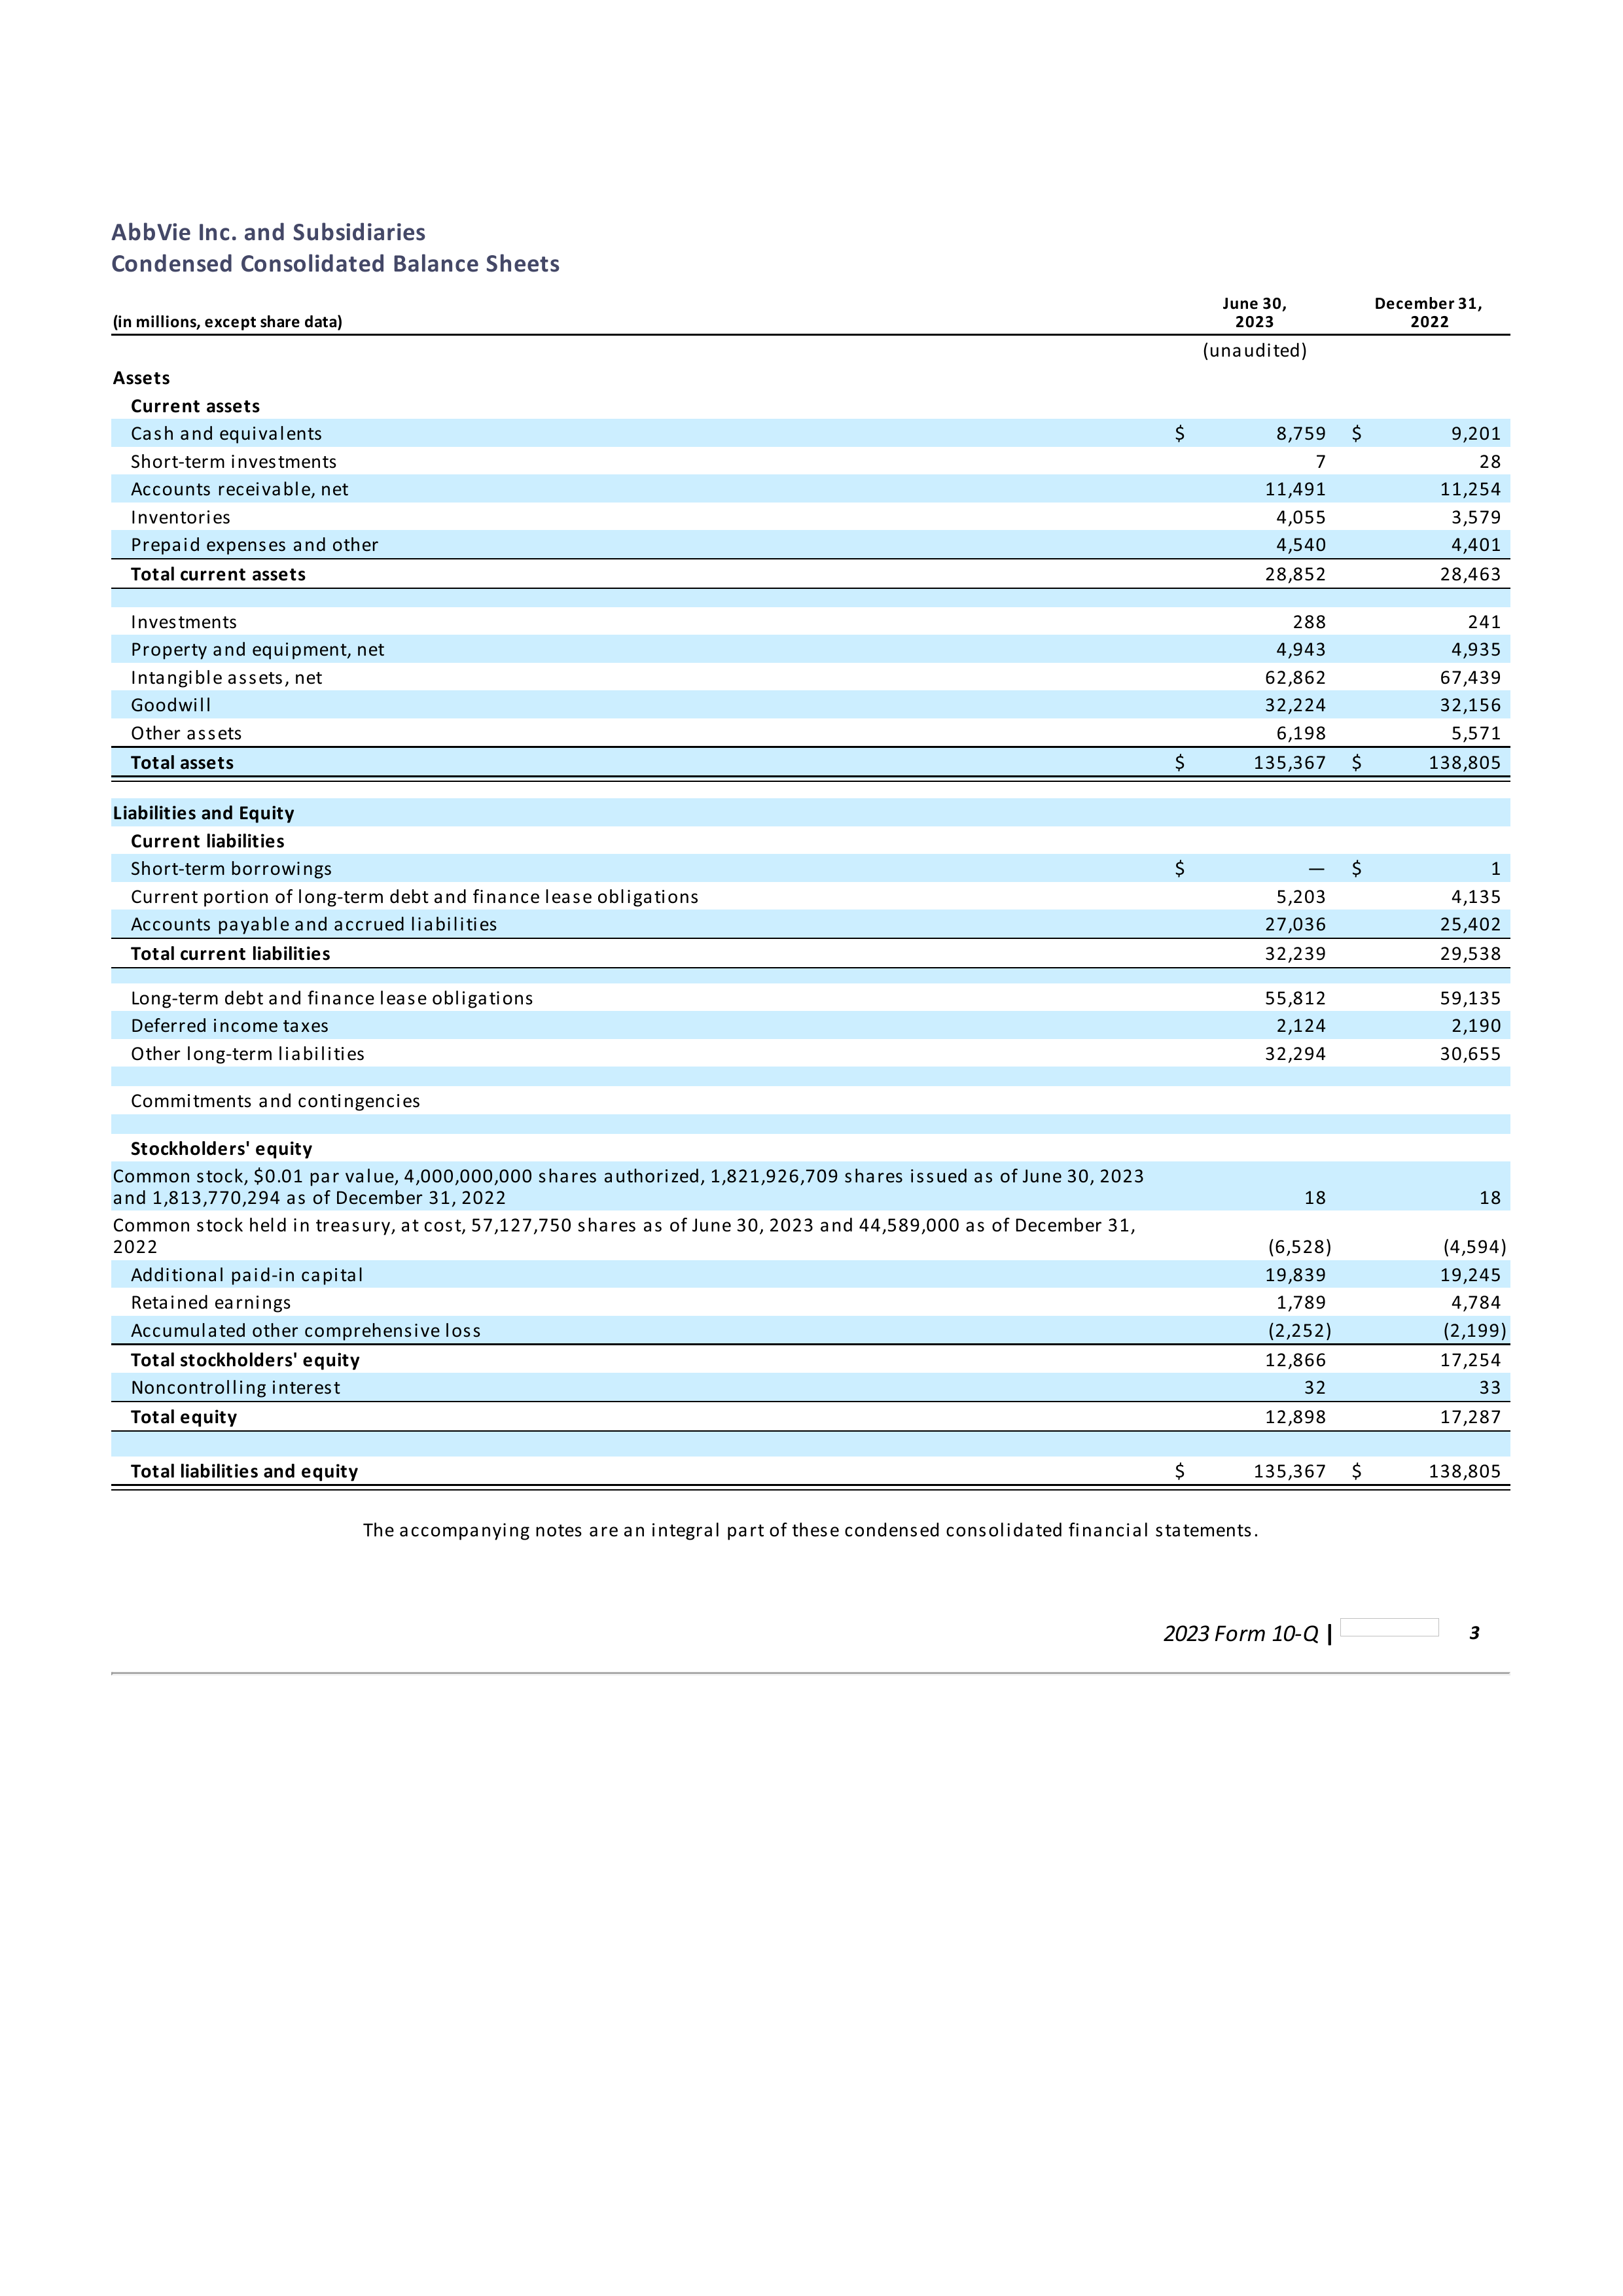 AbbVie Inc. and Subsidiaries
Condensed Consolidated Balance Sheets
(in millions, except share data) June 30, 2023 December 31, 2022
(unaudited)
Assets
Current assets
Cash and equivalents $ 8,759 $ 9,201
Short-term investments 7 28
Accounts receivable, net 11,491 11,254
Inventories 4,055 3,579
Prepaid expenses and other 4,540 4,401
Total current assets 28,852 28,463
Investments 288 241
Property and equipment, net 4,943 4,935
Intangible assets, net 62,862 67,439
Goodwill 32,224 32,156
Other assets 6,198 5,571
Total assets $ 135,367 $ 138,805
Liabilities and Equity
Current liabilities
Short-term borrowings $ — $ 1
Current portion of long-term debt and finance lease obligations 5,203 4,135
Accounts payable and accrued liabilities 27,036 25,402
Total current liabilities 32,239 29,538
Long-term debt and finance lease obligations 55,812 59,135
Deferred income taxes 2,124 2,190
Other long-term liabilities 32,294 30,655
Commitments and contingencies
Stockholders' equity
Common stock, $0.01 par value, 4,000,000,000 shares authorized, 1,821,926,709 shares issued as of June 30, 2023
and 1,813,770,294 as of December 31, 2022 18 18
Common stock held in treasury, at cost, 57,127,750 shares as of June 30, 2023 and 44,589,000 as of December 31,
2022 (6,528) (4,594)
Additional paid-in capital 19,839 19,245
Retained earnings 1,789 4,784
Accumulated other comprehensive loss (2,252) (2,199)
Total stockholders' equity 12,866 17,254
Noncontrolling interest 32 33
Total equity 12,898 17,287
Total liabilities and equity $ 135,367 $ 138,805
The accompanying notes are an integral part of these condensed consolidated financial statements.
2023 Form 10-Q | 3